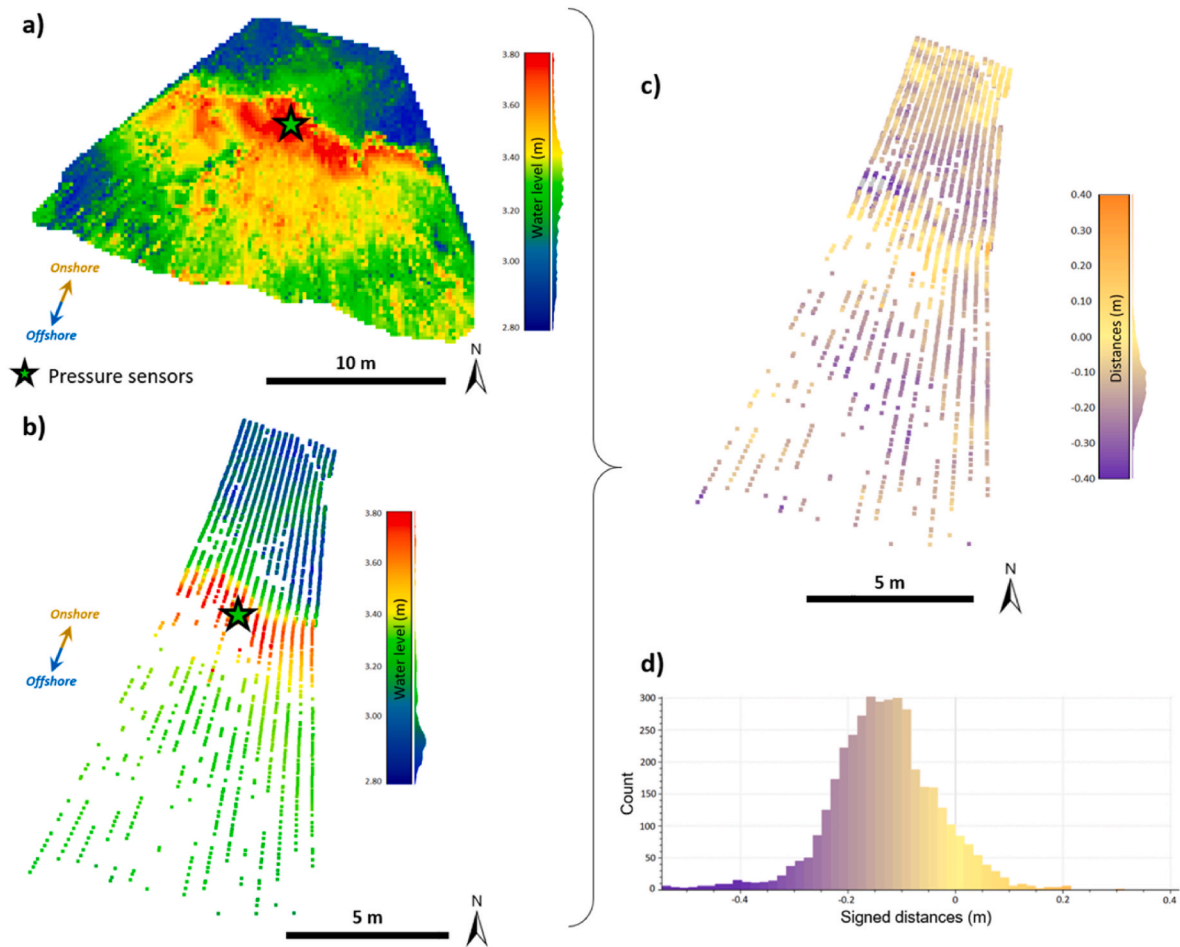 a)
3.80
3.60
3.40
3.20
3.00
2.80
Water level (m)
Onshore
Offshore
N
10 m
Pressure sensors
b)
3.80
3.60
3.40
3.20
3.00
2.80
Water level (m)
Onshore
Offshore
N
5 m
c)
0.40
0.30
0.20
0.10
0.00
-0.10
-0.20
-0.30
-0.40
Distances (m)
N
5 m
d)
300
250
200
150
100
50
0
Count
-0.4
-0.2
0
0.2
0.4
Signed distances (m)